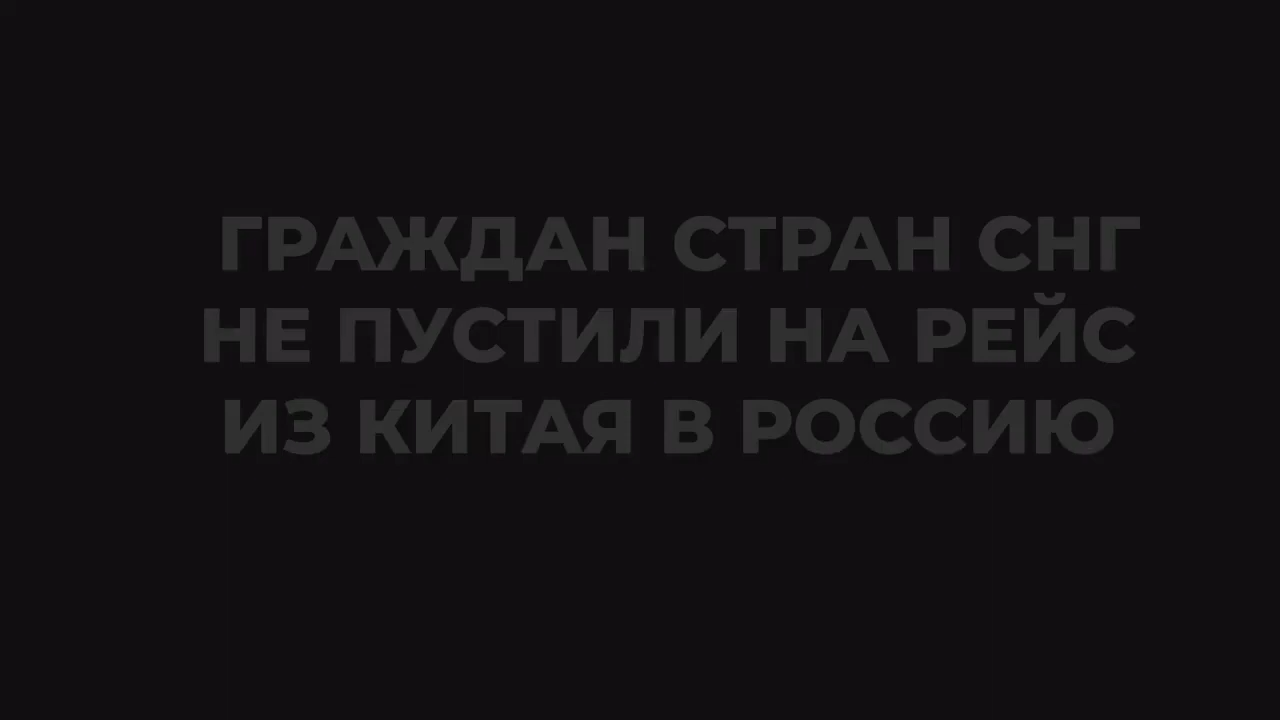 ГРАЖДАН СТРАН СНГ
НЕ ПУСТИЛИ НА РЕЙС
ИЗ КИТАЯ В РОССИЮ